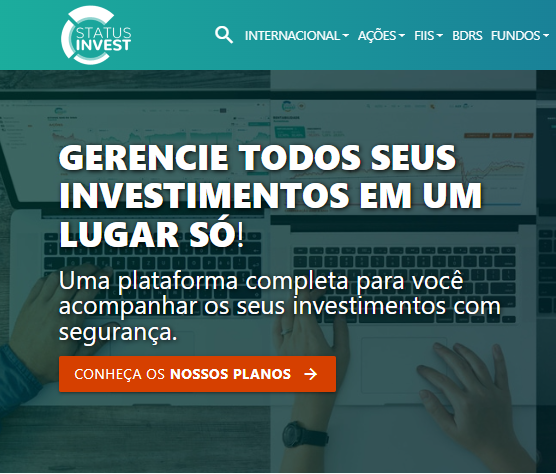 STATUS
INVEST
INTERNACIONAL AÇÕES FIIS BDRS FUNDOS
GERENCIE TODOS SEUS
INVESTIMENTOS EM UM
LUGAR SÓ!
Uma plataforma completa para você
acompanhar os seus investimentos com
segurança.
CONHEÇA OS NOSSOS PLANOS